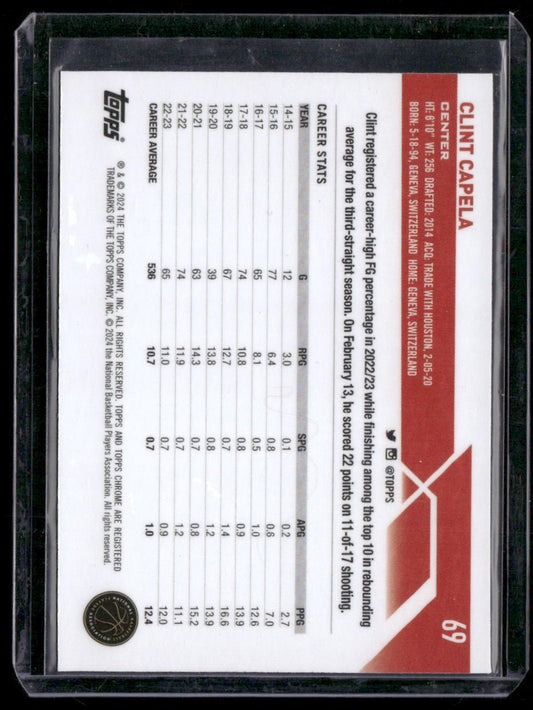 CLINT CAPELA
69
CENTER
HT: 6'10" WT: 256 DRAFTED: 2014 ACQ: TRADE WITH HOUSTON, 2-05-20
BORN: 5-18-94, GENEVA, SWITZERLAND HOME: GENEVA, SWITZERLAND
@TOPPS
Clint registered a career-high FG percentage in 2022/23 while finishing among the top 10 in rebounding
average for the third-straight season. On February 13, he scored 22 points on 11-of-17 shooting.
CAREER STATS
YEAR G RPG SPG APG PPG
14-15 12 3.0 0.1 0.2 2.7
15-16 77 6.4 0.8 0.6 7.0
16-17 65 8.1 0.5 1.0 12.6
17-18 74 10.8 0.8 0.9 13.9
18-19 67 12.7 0.7 1.4 16.6
19-20 39 13.8 0.8 1.2 13.9
20-21 63 14.3 0.7 0.8 15.2
21-22 74 11.9 0.7 1.2 11.1
22-23 65 11.0 0.7 0.9 12.0
CAREER AVERAGE 536 10.7 0.7 1.0 12.4
Topps®
® & © 2024 THE TOPPS COMPANY, INC. ALL RIGHTS RESERVED. TOPPS AND TOPPS CHROME ARE REGISTERED
TRADEMARKS OF THE TOPPS COMPANY, INC. © 2024 the National Basketball Players Association. All rights reserved.